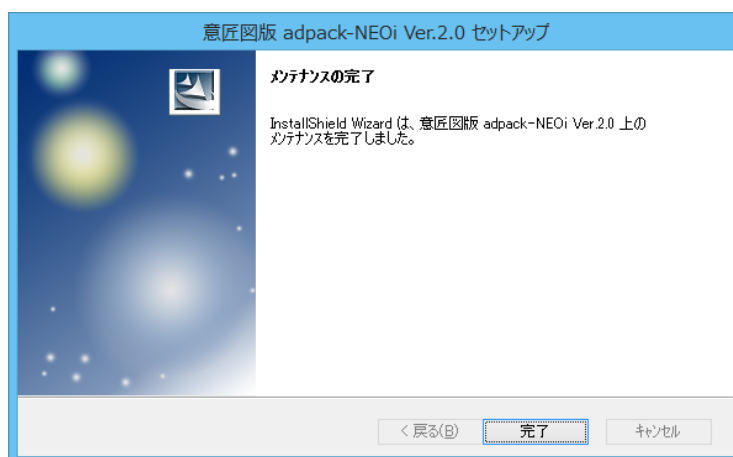 意匠図版 adpack-NEOi Ver.2.0 セットアップ
メンテナンスの完了
InstallShield Wizard は、意匠図版 adpack-NEOi Ver.2.0 上の
メンテナンスを完了しました。
< 戻る(B) 完了 キャンセル